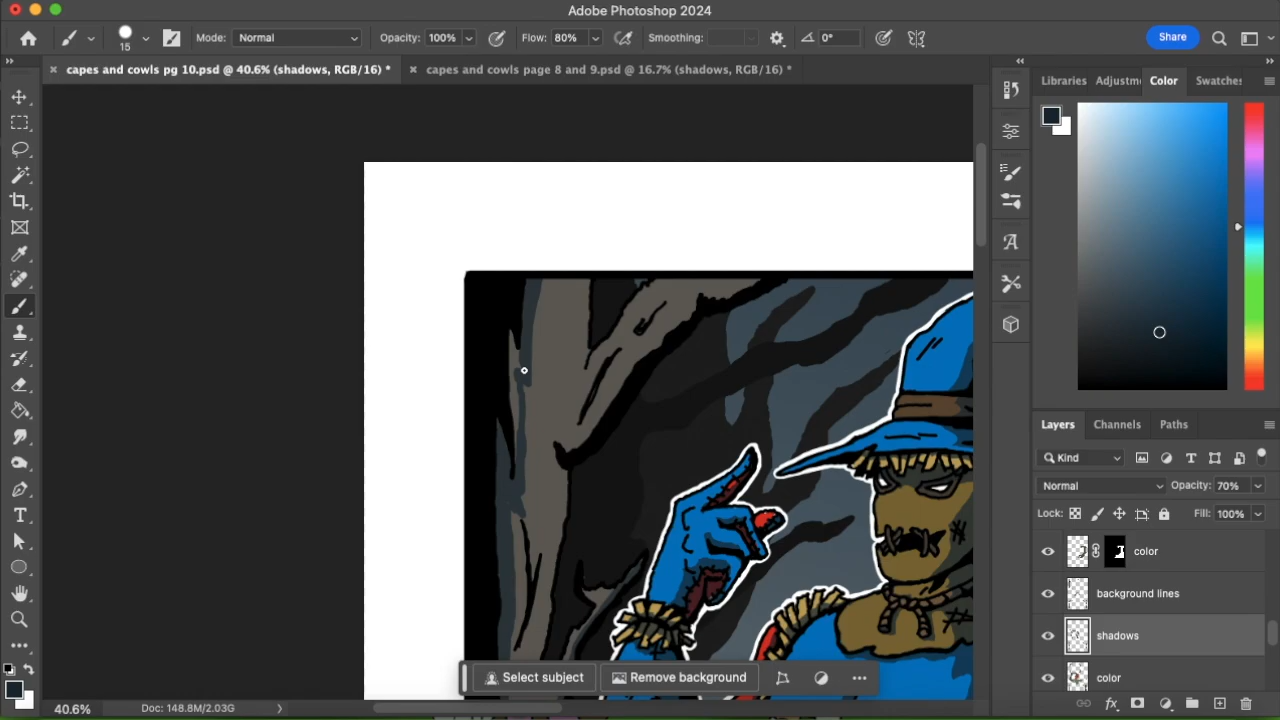 Adobe Photoshop 2024
15 Mode: Normal Opacity: 100% Flow: 80% Smoothing: 0° Share
capes and cowls pg 10.psd @ 40.6% (shadows, RGB/16) * capes and cowls page 8 and 9.psd @ 16.7% (shadows, RGB/16) *
Libraries Adjustm Color Swatches
Layers Channels Paths
Kind
Normal Opacity: 70%
Lock: Fill: 100%
color
background lines
shadows
color
Select subject Remove background
40.6% Doc: 148.8M/2.03G